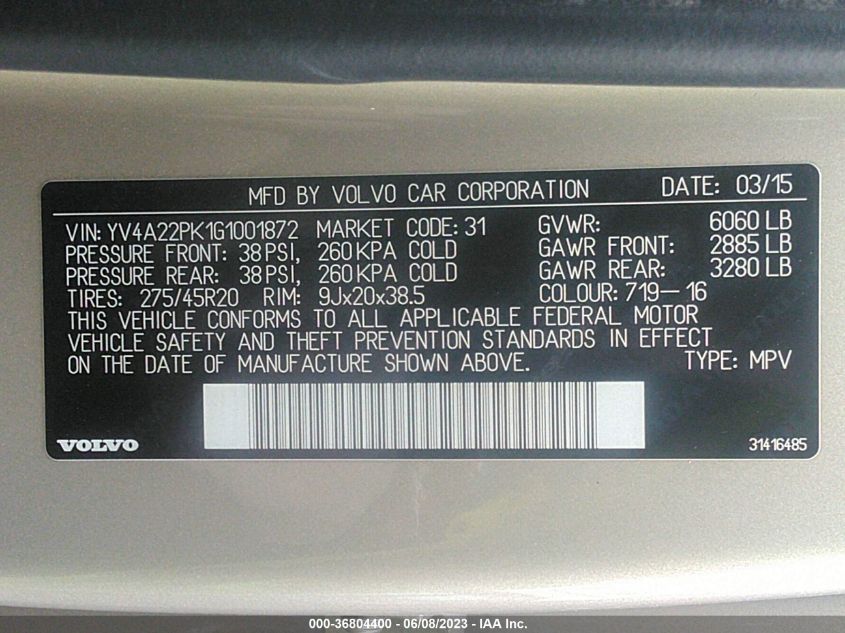 MFD BY VOLVO CAR CORPORATION DATE: 03/15
VIN: YV4A22PK1G1001872 MARKET CODE: 31 GVWR: 6060 LB
PRESSURE FRONT: 38 PSI, 260 KPA COLD GAWR FRONT: 2885 LB
PRESSURE REAR: 38 PSI, 260 KPA COLD GAWR REAR: 3280 LB
TIRES: 275/45R20 RIM: 9Jx20x38.5 COLOUR: 719-16
THIS VEHICLE CONFORMS TO ALL APPLICABLE FEDERAL MOTOR
VEHICLE SAFETY AND THEFT PREVENTION STANDARDS IN EFFECT
ON THE DATE OF MANUFACTURE SHOWN ABOVE. TYPE: MPV
VOLVO 31416485
000-36804400 - 06/08/2023 - IAA Inc.